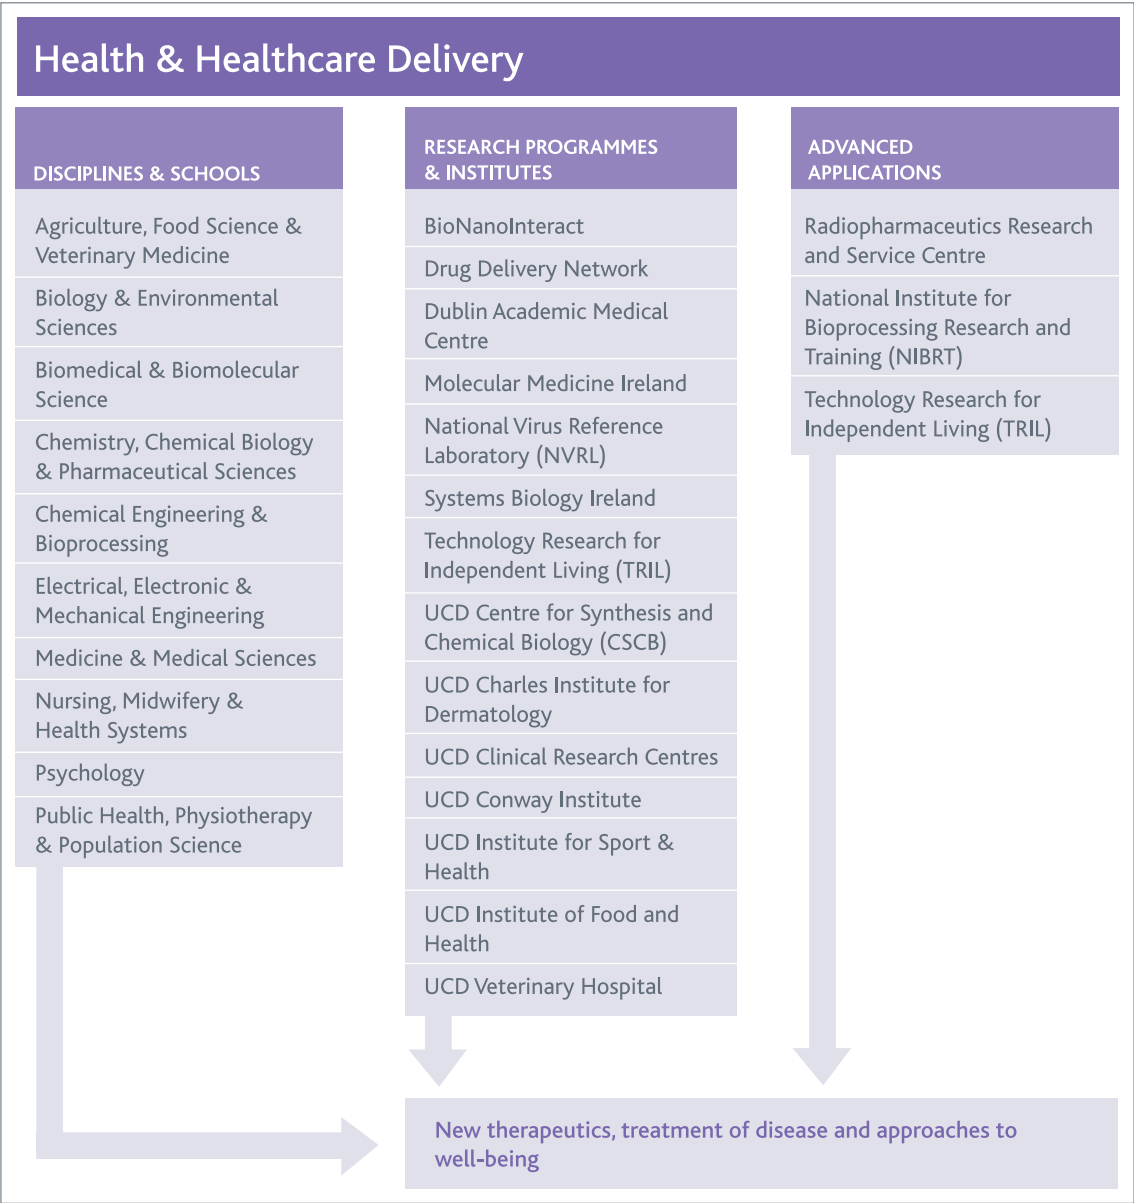 Health & Healthcare Delivery
DISCIPLINES & SCHOOLS
Agriculture, Food Science &
Veterinary Medicine
Biology & Environmental
Sciences
Biomedical & Biomolecular
Science
Chemistry, Chemical Biology
& Pharmaceutical Sciences
Chemical Engineering &
Bioprocessing
Electrical, Electronic &
Mechanical Engineering
Medicine & Medical Sciences
Nursing, Midwifery &
Health Systems
Psychology
Public Health, Physiotherapy
& Population Science
RESEARCH PROGRAMMES
& INSTITUTES
BioNanoInteract
Drug Delivery Network
Dublin Academic Medical
Centre
Molecular Medicine Ireland
National Virus Reference
Laboratory (NVRL)
Systems Biology Ireland
Technology Research for
Independent Living (TRIL)
UCD Centre for Synthesis and
Chemical Biology (CSCB)
UCD Charles Institute for
Dermatology
UCD Clinical Research Centres
UCD Conway Institute
UCD Institute for Sport &
Health
UCD Institute of Food and
Health
UCD Veterinary Hospital
ADVANCED
APPLICATIONS
Radiopharmaceutics Research
and Service Centre
National Institute for
Bioprocessing Research and
Training (NIBRT)
Technology Research for
Independent Living (TRIL)
New therapeutics, treatment of disease and approaches to
well-being